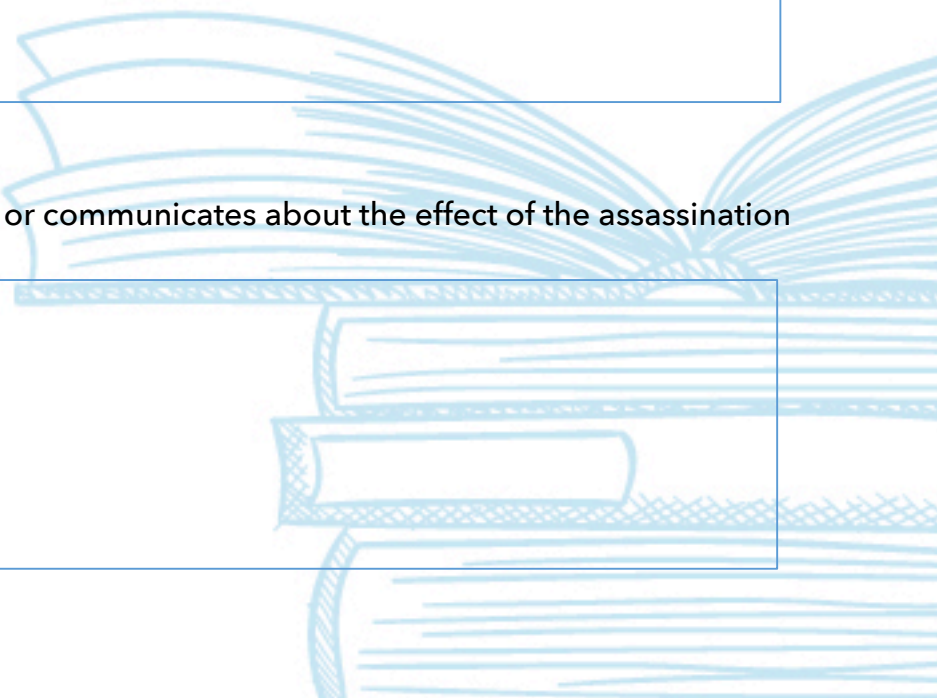 or communicates about the effect of the assassination